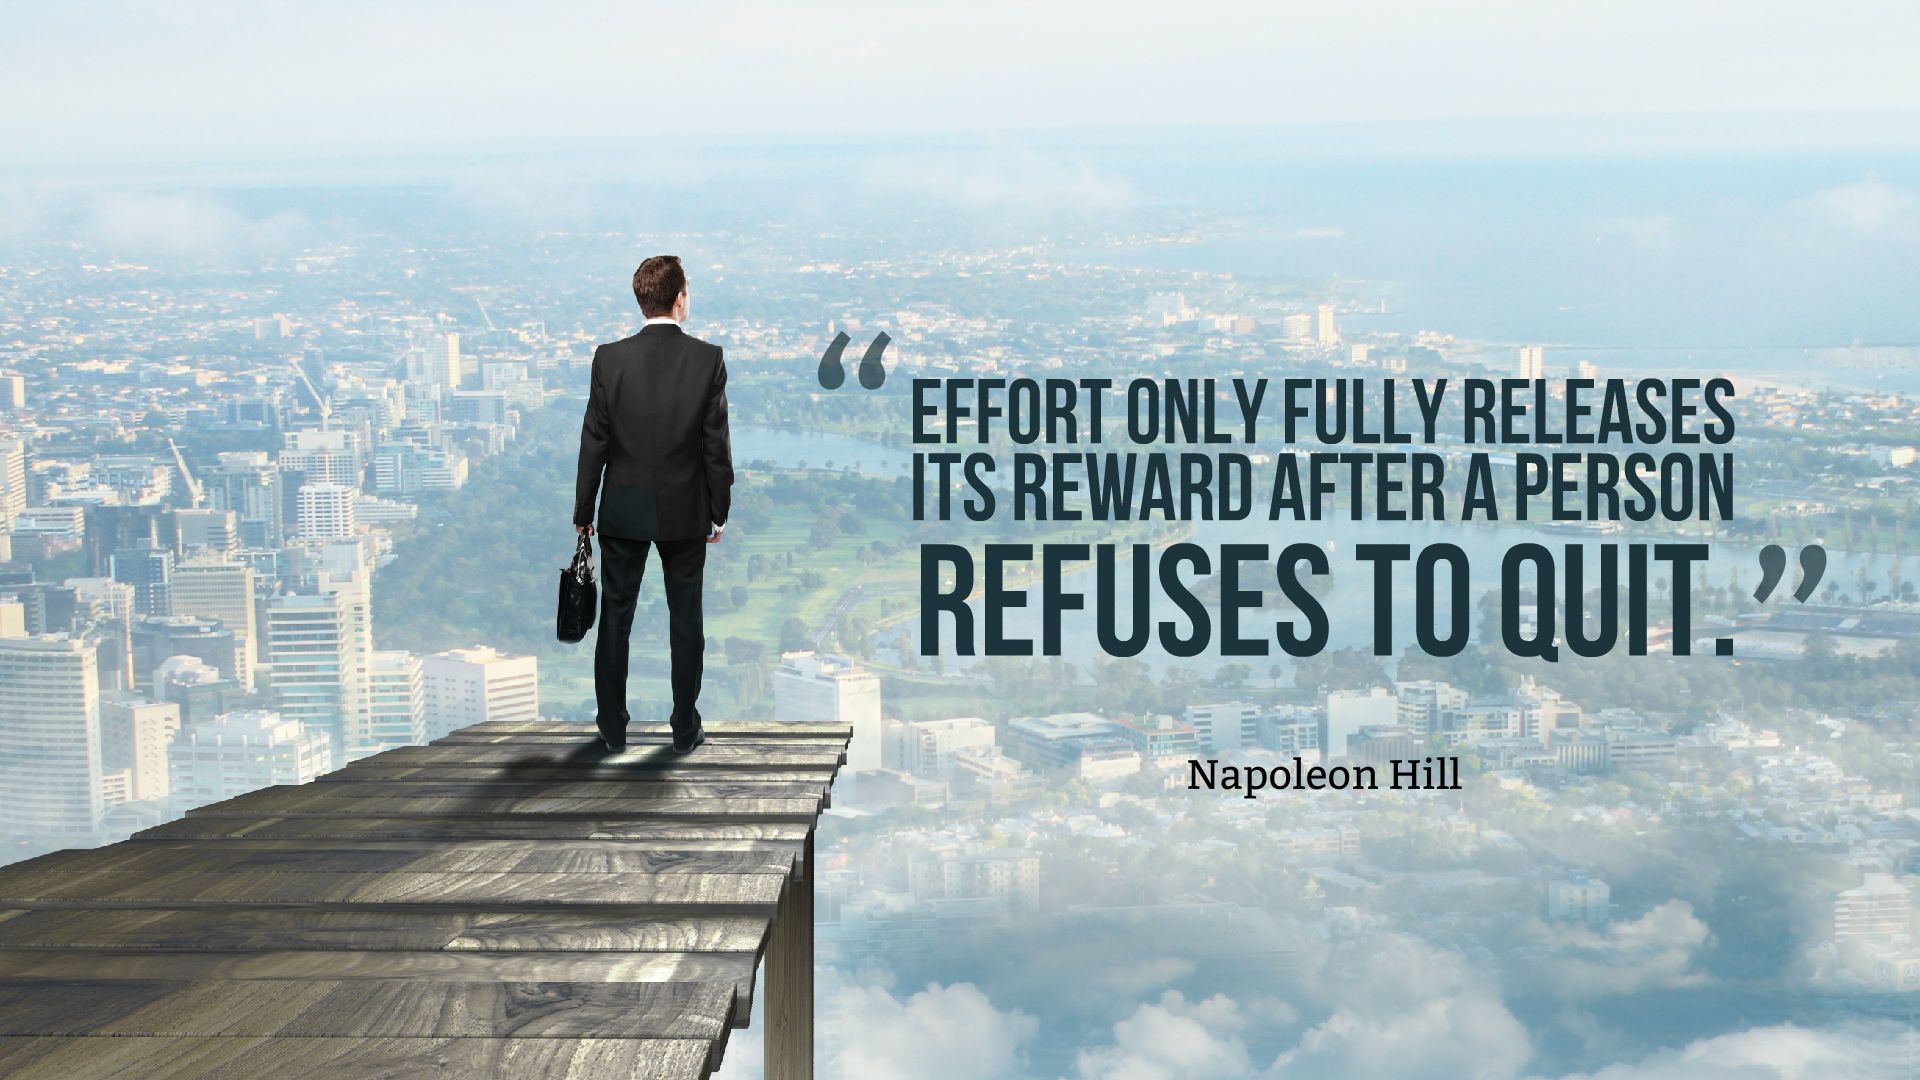 “EFFORT ONLY FULLY RELEASES
ITS REWARD AFTER A PERSON
REFUSES TO QUIT.”
Napoleon Hill